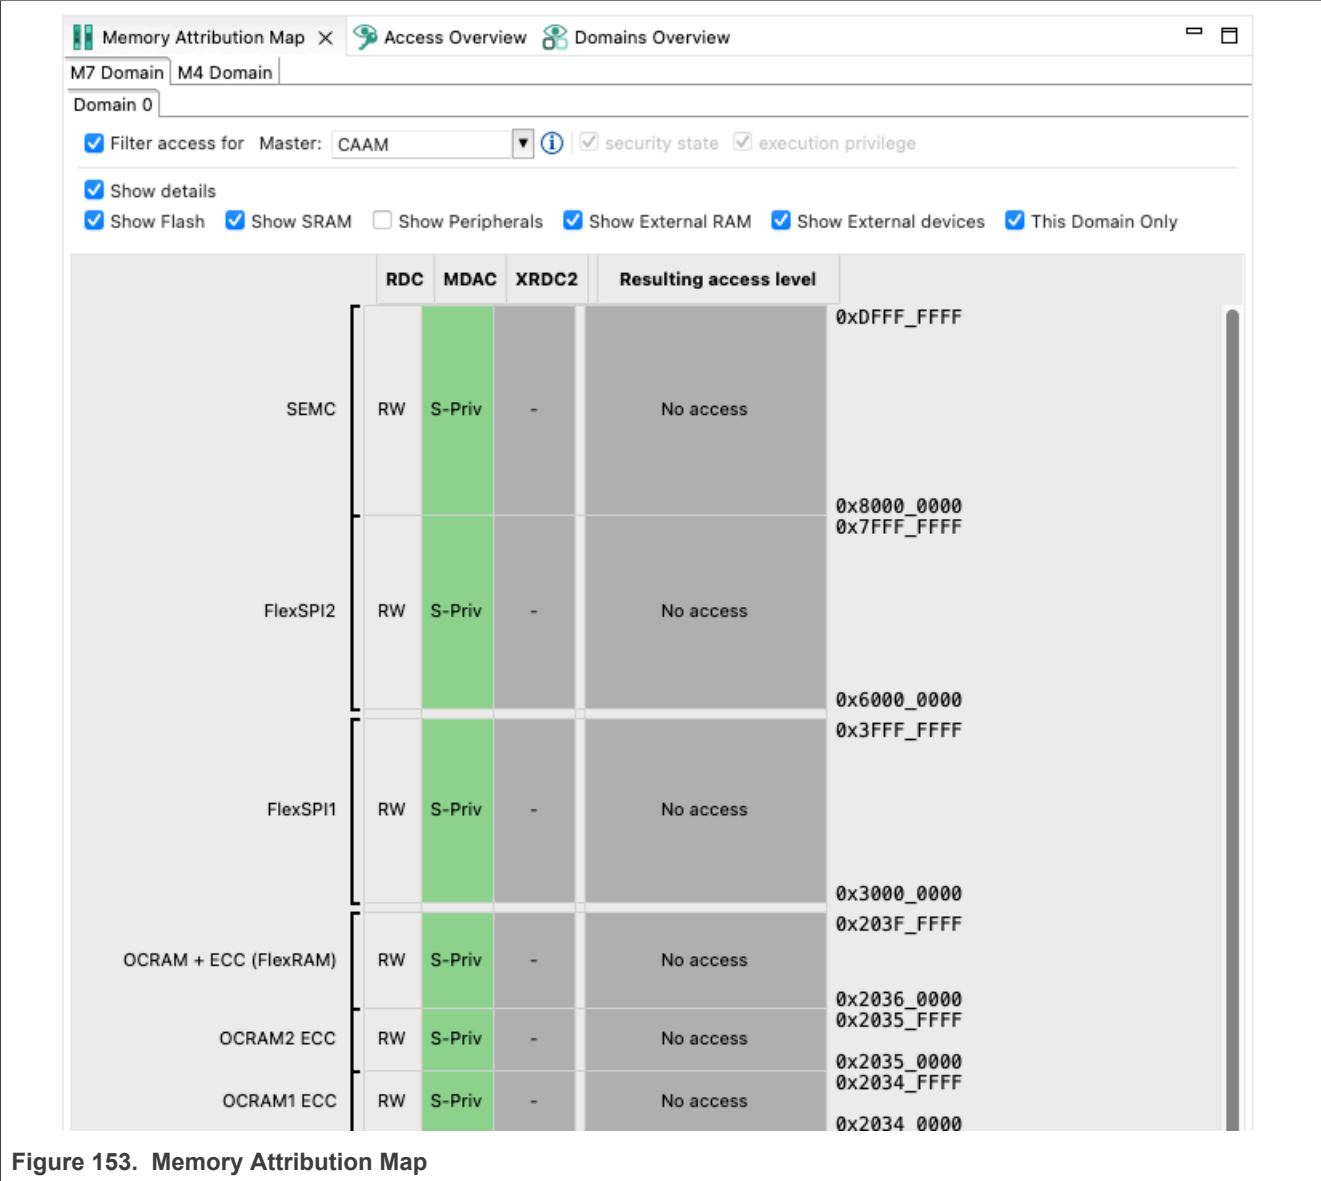 Memory Attribution Map Access Overview Domains Overview
M7 Domain M4 Domain
Domain 0
Filter access for Master: CAAM security state execution privilege
Show details
Show Flash Show SRAM Show Peripherals Show External RAM Show External devices This Domain Only
RDC MDAC XRDC2 Resulting access level
0xDFFF_FFFF
SEMC RW S-Priv - No access
0x8000_0000
0x7FFF_FFFF
FlexSPI2 RW S-Priv - No access
0x6000_0000
0x3FFF_FFFF
FlexSPI1 RW S-Priv - No access
0x3000_0000
0x203F_FFFF
OCRAM + ECC (FlexRAM) RW S-Priv - No access
0x2036_0000
0x2035_FFFF
OCRAM2 ECC RW S-Priv - No access
0x2035_0000
0x2034_FFFF
OCRAM1 ECC RW S-Priv - No access
0x2034_0000
Figure 153. Memory Attribution Map